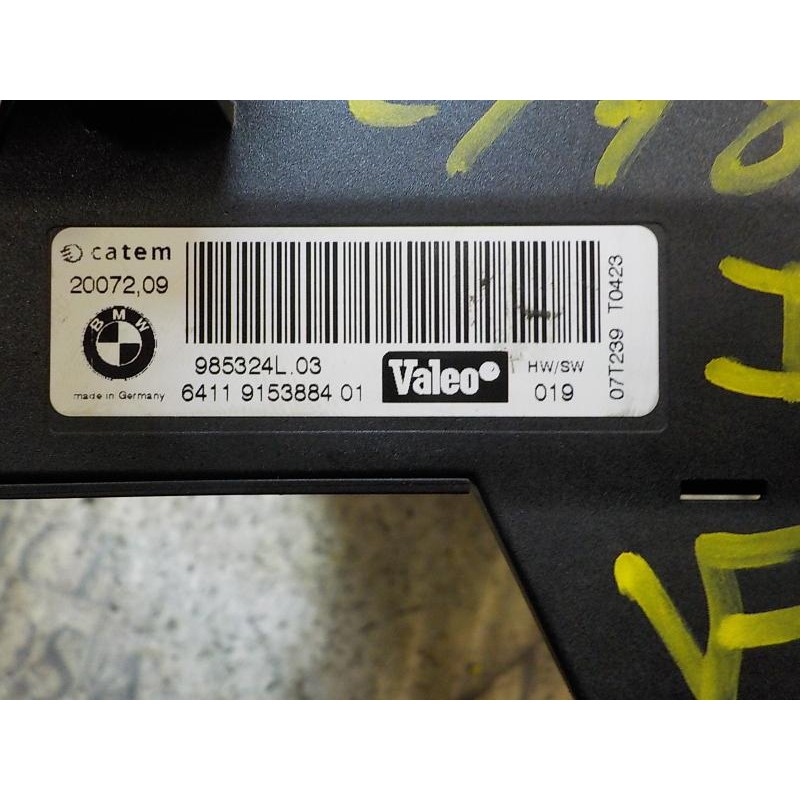 catem
20072,09
BMW
made in Germany
985324L.03
6411 9153884 01
Valeo
HW/SW
019
07T239 T0423